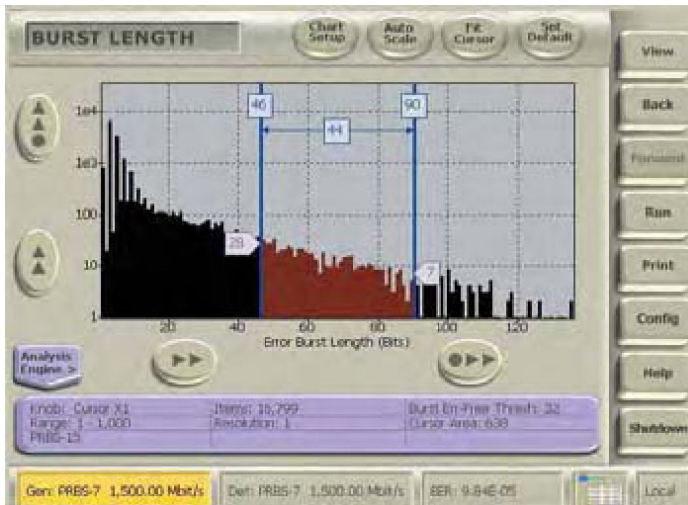 BURST LENGTH
Chart Setup
Auto Scale
Fit Cursor
Set Default
View
Back
Forward
Run
Print
Config
Help
Shutdown
46
90
44
1e4
1e3
100
28
10
7
1
20 40 60 80 100 120
Error Burst Length (Bits)
Analysis Engine >
Knob: Cursor X1 Items: 16,799 Burst Err-Free Thresh: 32
Range: 1 - 1,000 Resolution: 1 Cursor Area: 638
PRBS-15
Gen: PRBS-7 1,500.00 Mbit/s Det: PRBS-7 1,500.00 Mbit/s BER: 9.84E-05 Local